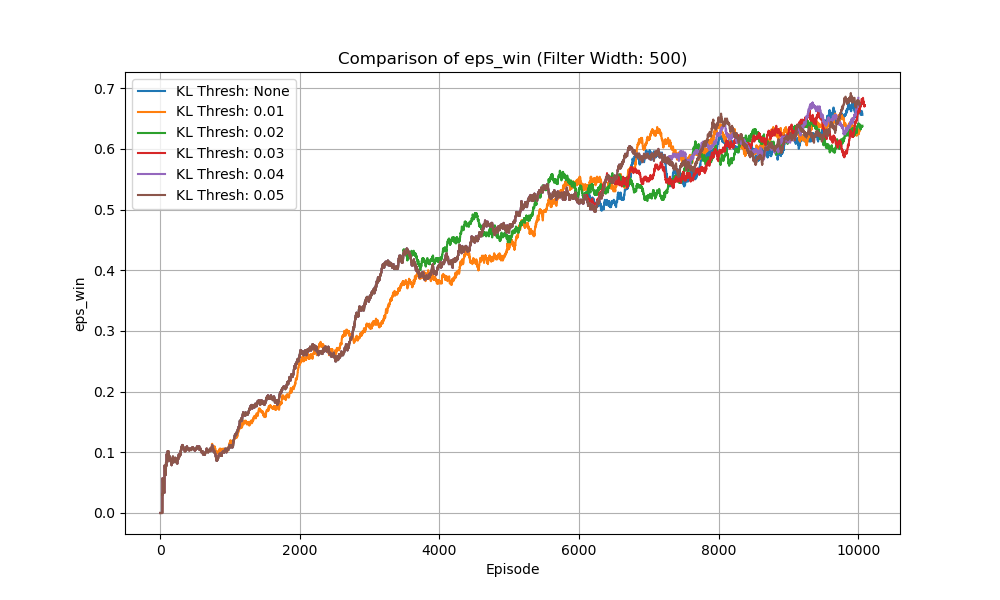 Comparison of eps_win (Filter Width: 500)
KL Thresh: None
KL Thresh: 0.01
KL Thresh: 0.02
KL Thresh: 0.03
KL Thresh: 0.04
KL Thresh: 0.05
0.7
0.6
0.5
0.4
0.3
0.2
0.1
0.0
eps_win
0 2000 4000 6000 8000 10000
Episode